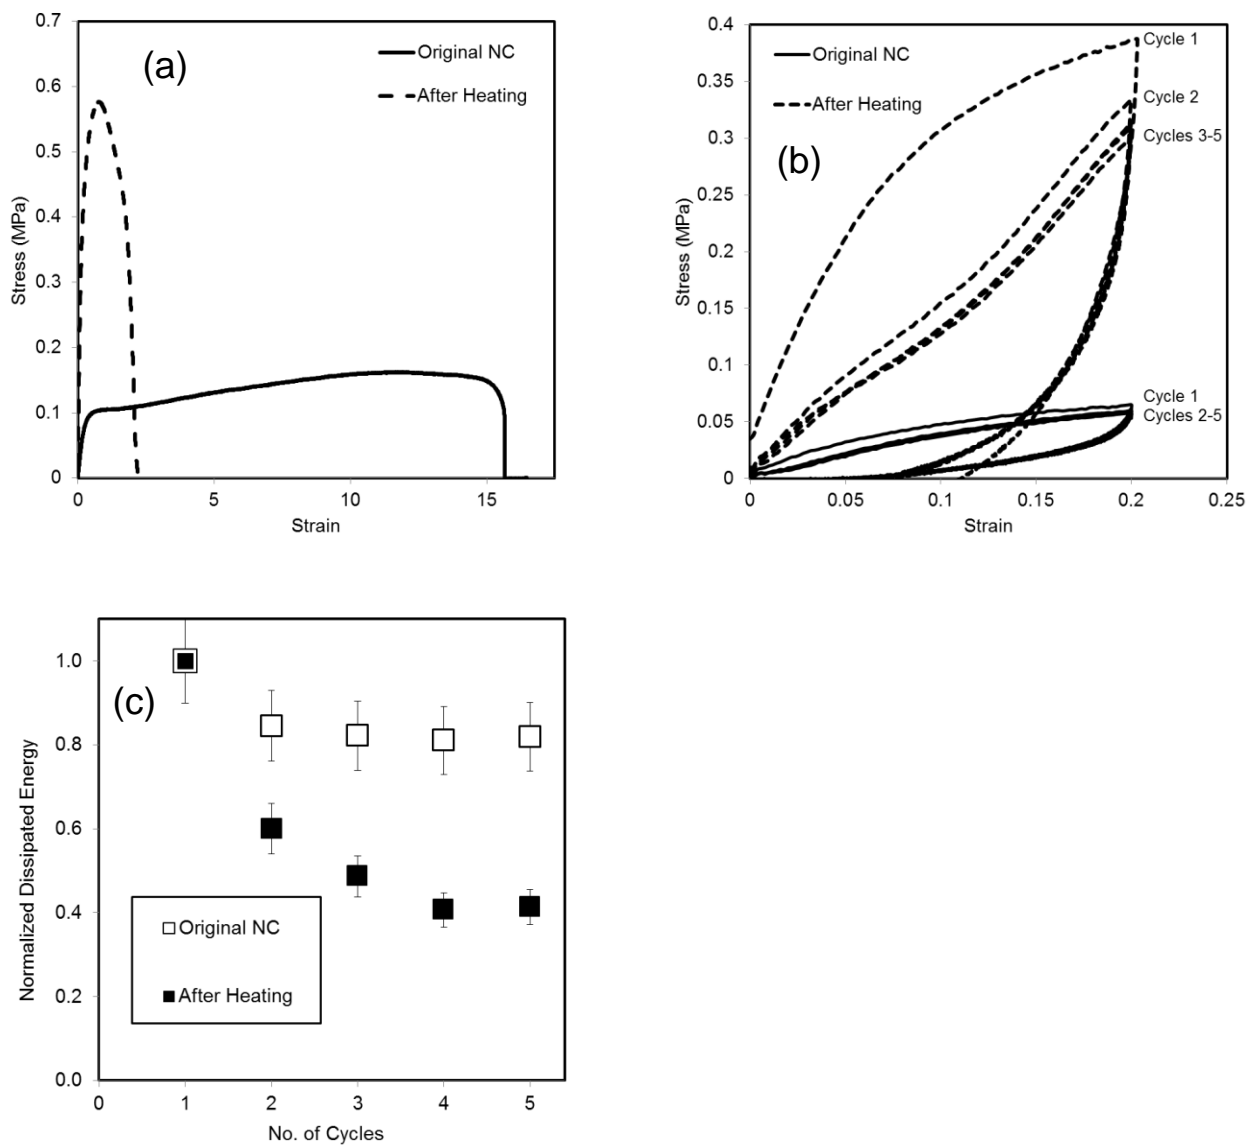 0.7
0.6
0.5
0.4
0.3
0.2
0.1
0
Stress (MPa)
(a)
Original NC
After Heating
0
5
10
15
Strain
0.4
0.35
0.3
0.25
0.2
0.15
0.1
0.05
0
Stress (MPa)
Original NC
After Heating
(b)
Cycle 1
Cycle 2
Cycles 3-5
Cycle 1
Cycles 2-5
0
0.05
0.1
0.15
0.2
0.25
Strain
1.0
0.8
0.6
0.4
0.2
0.0
Normalized Dissipated Energy
(c)
Original NC
After Heating
0
1
2
3
4
5
No. of Cycles